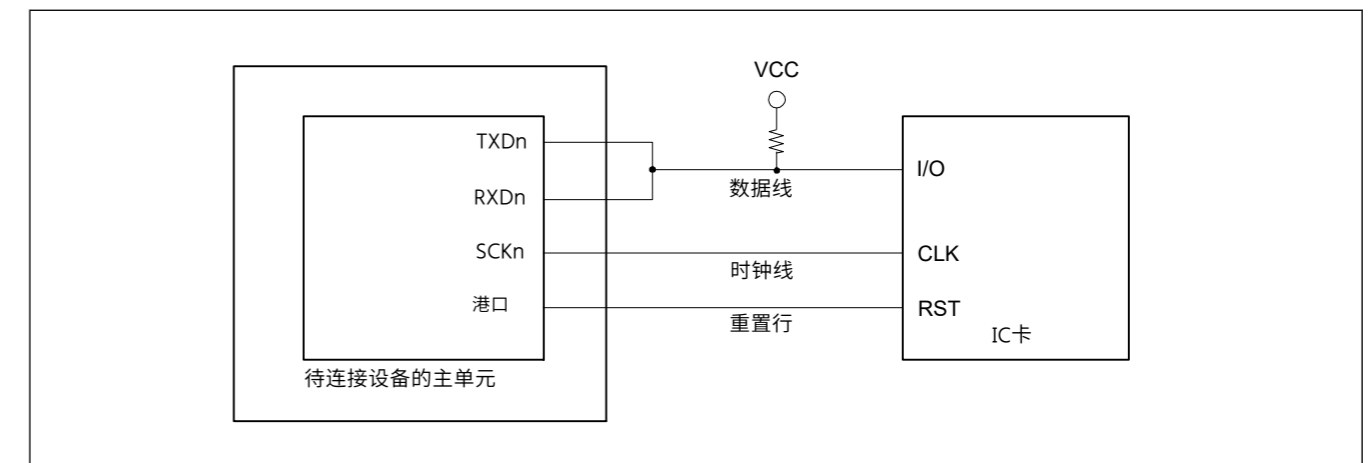 VCC
TXDn
RXDn
SCKn
港口
待连接设备的主单元
数据线
时钟线
重置行
I/O
CLK
RST
IC卡